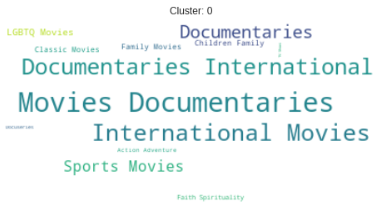 Cluster: 0
LGBTQ Movies
Documentaries
Classic Movies
Family Movies
Children Family
Documentaries International
Movies Documentaries
Docuseries
International Movies
Action Adventure
Sports Movies
Faith Spirituality